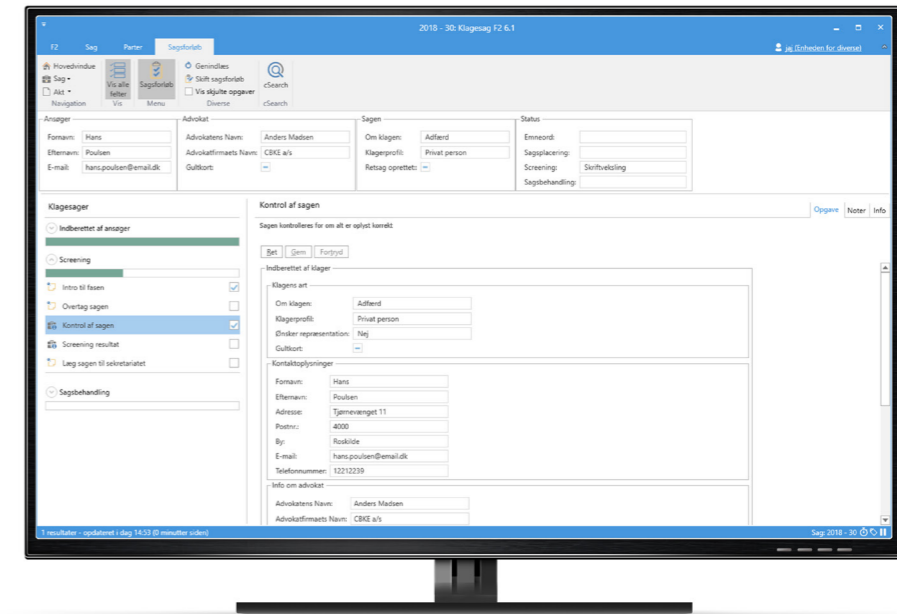 2018 - 30: Klagesag F2 6.1
F2 Sag Parter Sagsforløb
jej (Enheden for diverse)
Hovedvindue
Sag
Akt
Navigation
Vis alle felter
Vis
Sagsforløb
Menu
Genindlæs
Skift sagsforløb
Vis skjulte opgaver
Diverse
cSearch
cSearch
Ansøger
Fornavn: Hans
Efternavn: Poulsen
E-mail: hans.poulsen@email.dk
Advokat
Advokatens Navn: Anders Madsen
Advokatfirmaets Navn: CBKE a/s
Gultkort:
Sagen
Om klagen: Adfærd
Klagerprofil: Privat person
Retsag oprettet:
Status
Emneord:
Sagsplacering:
Screening: Skriftveksling
Sagsbehandling:
Klagesager
Indberettet af ansøger
Screening
Intro til fasen
Overtag sagen
Kontrol af sagen
Screening resultat
Læg sagen til sekretariatet
Sagsbehandling
Kontrol af sagen
Opgave Noter Info
Sagen kontrolleres for om alt er oplyst korrekt
Ret Gem Fortryd
Indberettet af klager
Klagens art
Om klagen: Adfærd
Klagerprofil: Privat person
Ønsker repræsentation: Nej
Gultkort:
Kontaktoplysninger
Fornavn: Hans
Efternavn: Poulsen
Adresse: Tjørnevænget 11
Postnr.: 4000
By: Roskilde
E-mail: hans.poulsen@email.dk
Telefonnummer: 12212239
Info om advokat
Advokatens Navn: Anders Madsen
Advokatfirmaets Navn: CBKE a/s
1 resultater - opdateret i dag 14:53 (0 minutter siden)
Sag: 2018 - 30